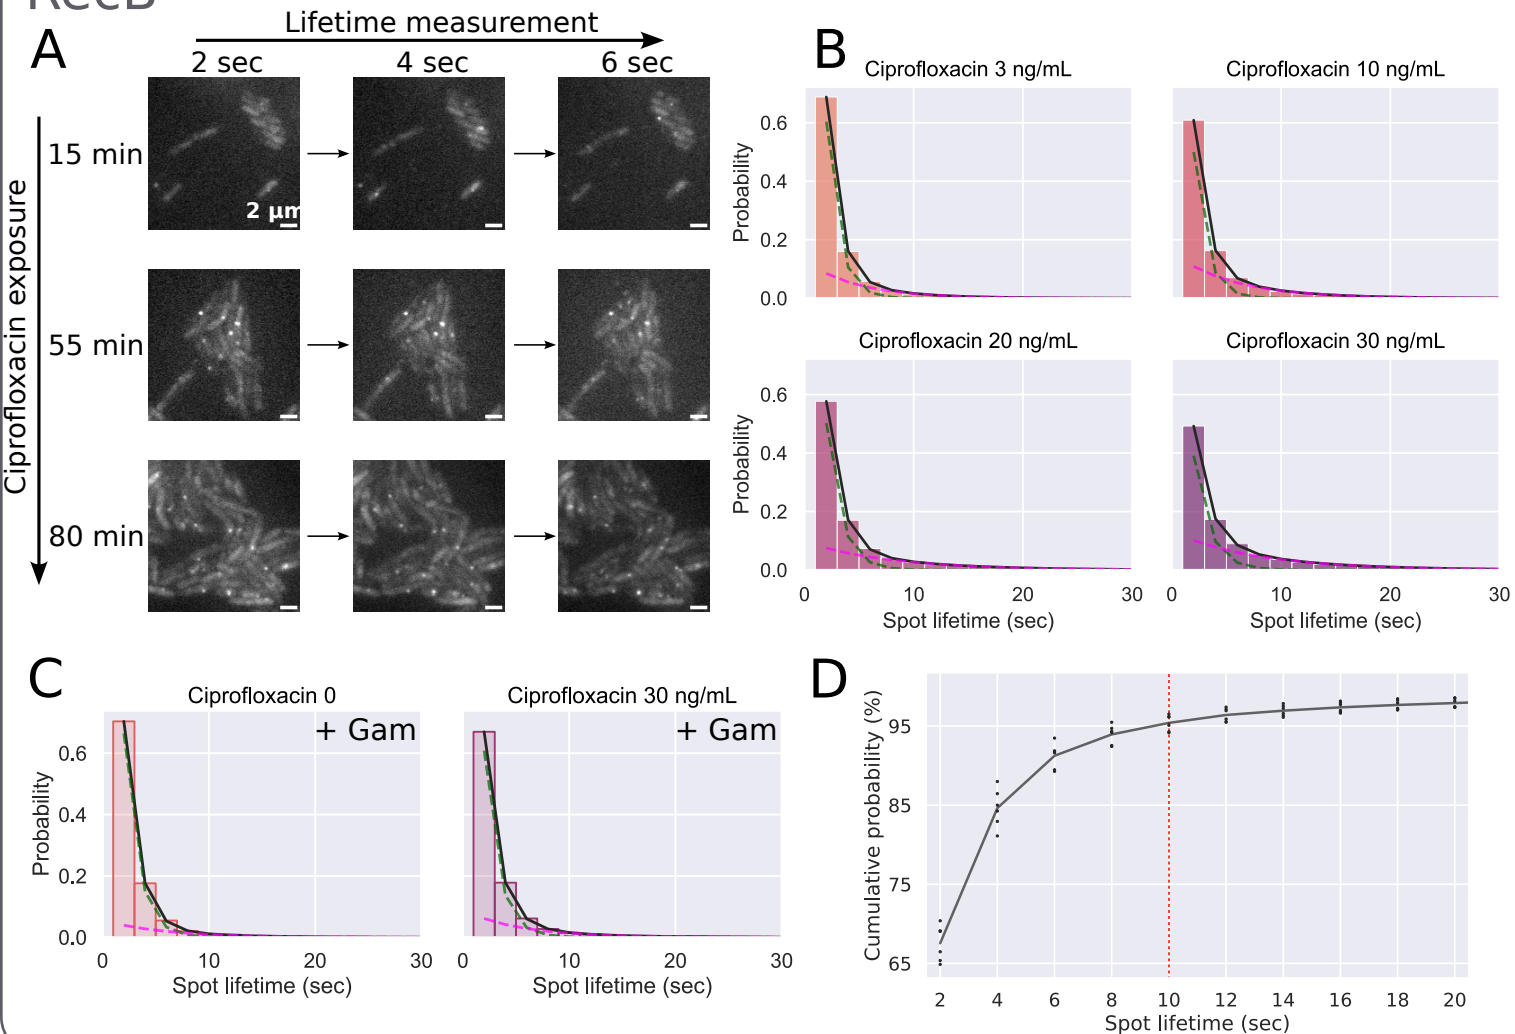 RecB
A
Lifetime measurement
2 sec 4 sec 6 sec
Ciprofloxacin exposure
15 min
2 µm
55 min
80 min
B
Ciprofloxacin 3 ng/mL
Probability
0.6
0.4
0.2
0.0
Ciprofloxacin 10 ng/mL
Ciprofloxacin 20 ng/mL
Probability
0.6
0.4
0.2
0.0
0 10 20 30
Spot lifetime (sec)
Ciprofloxacin 30 ng/mL
0 10 20 30
Spot lifetime (sec)
C
Ciprofloxacin 0
+ Gam
Probability
0.6
0.4
0.2
0.0
0 10 20 30
Spot lifetime (sec)
Ciprofloxacin 30 ng/mL
+ Gam
0 10 20 30
Spot lifetime (sec)
D
Cumulative probability (%)
95
85
75
65
2 4 6 8 10 12 14 16 18 20
Spot lifetime (sec)